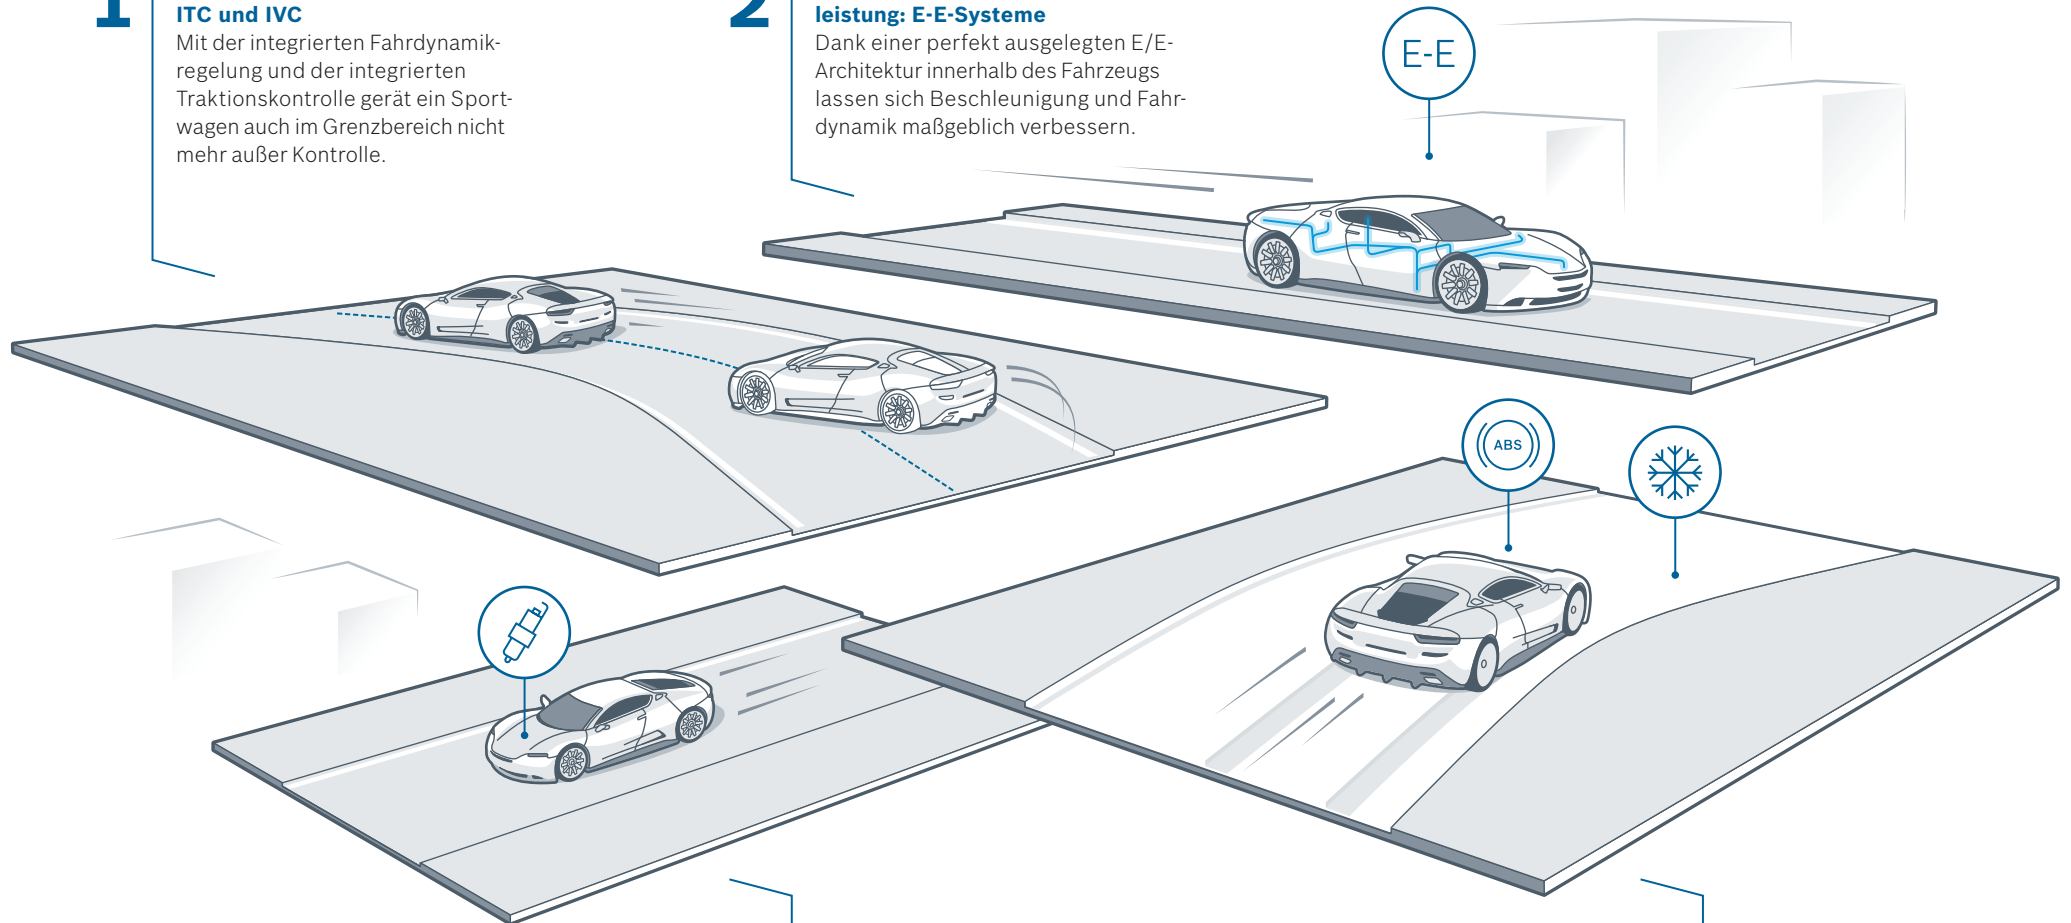 1
ITC und IVC
Mit der integrierten Fahrdynamik-
regelung und der integrierten
Traktionskontrolle gerät ein Sport-
wagen auch im Grenzbereich nicht
mehr außer Kontrolle.
2
leistung: E-E-Systeme
Dank einer perfekt ausgelegten E/E-
Architektur innerhalb des Fahrzeugs
lassen sich Beschleunigung und Fahr-
dynamik maßgeblich verbessern.
E-E
ABS